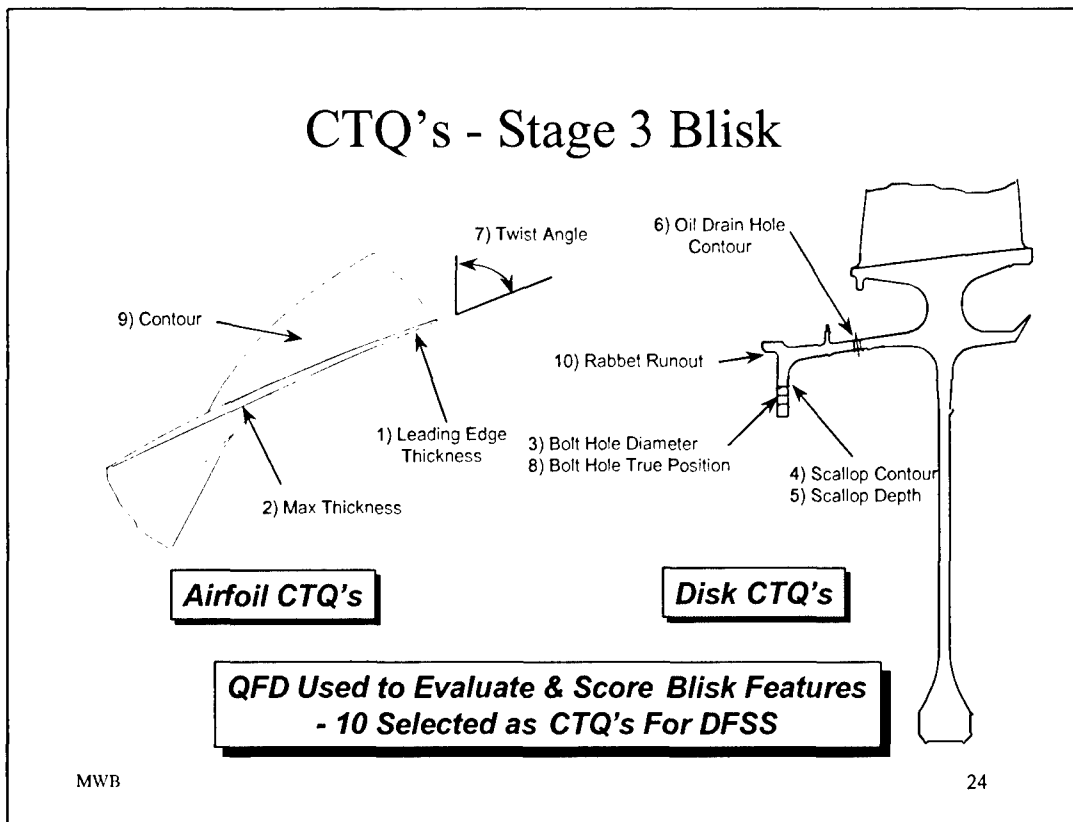 CTQ's - Stage 3 Blisk
7) Twist Angle
6) Oil Drain Hole
Contour
9) Contour
10) Rabbet Runout
1) Leading Edge
Thickness
3) Bolt Hole Diameter
8) Bolt Hole True Position
4) Scallop Contour
5) Scallop Depth
2) Max Thickness
Airfoil CTQ's
Disk CTQ's
QFD Used to Evaluate & Score Blisk Features
- 10 Selected as CTQ's For DFSS
MWB
24